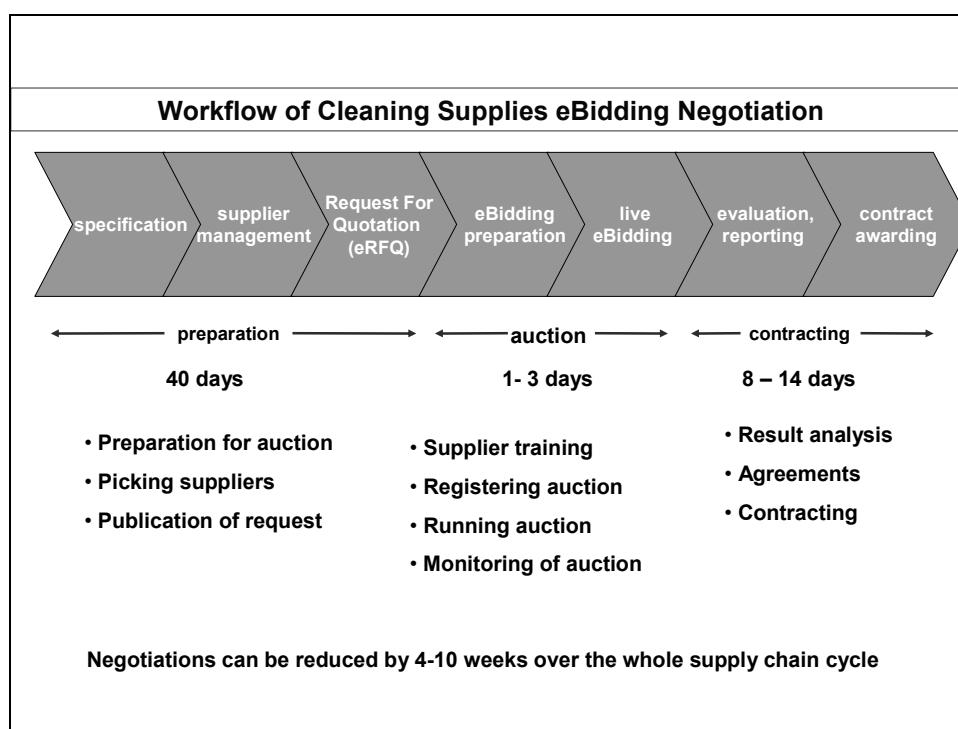 Workflow of Cleaning Supplies eBidding Negotiation
specification
supplier
management
Request For
Quotation
(eRFQ)
eBidding
preparation
live
eBidding
evaluation,
reporting
contract
awarding
preparation
auction
contracting
40 days
1- 3 days
8 – 14 days
• Preparation for auction
• Picking suppliers
• Publication of request
• Supplier training
• Registering auction
• Running auction
• Monitoring of auction
• Result analysis
• Agreements
• Contracting
Negotiations can be reduced by 4-10 weeks over the whole supply chain cycle